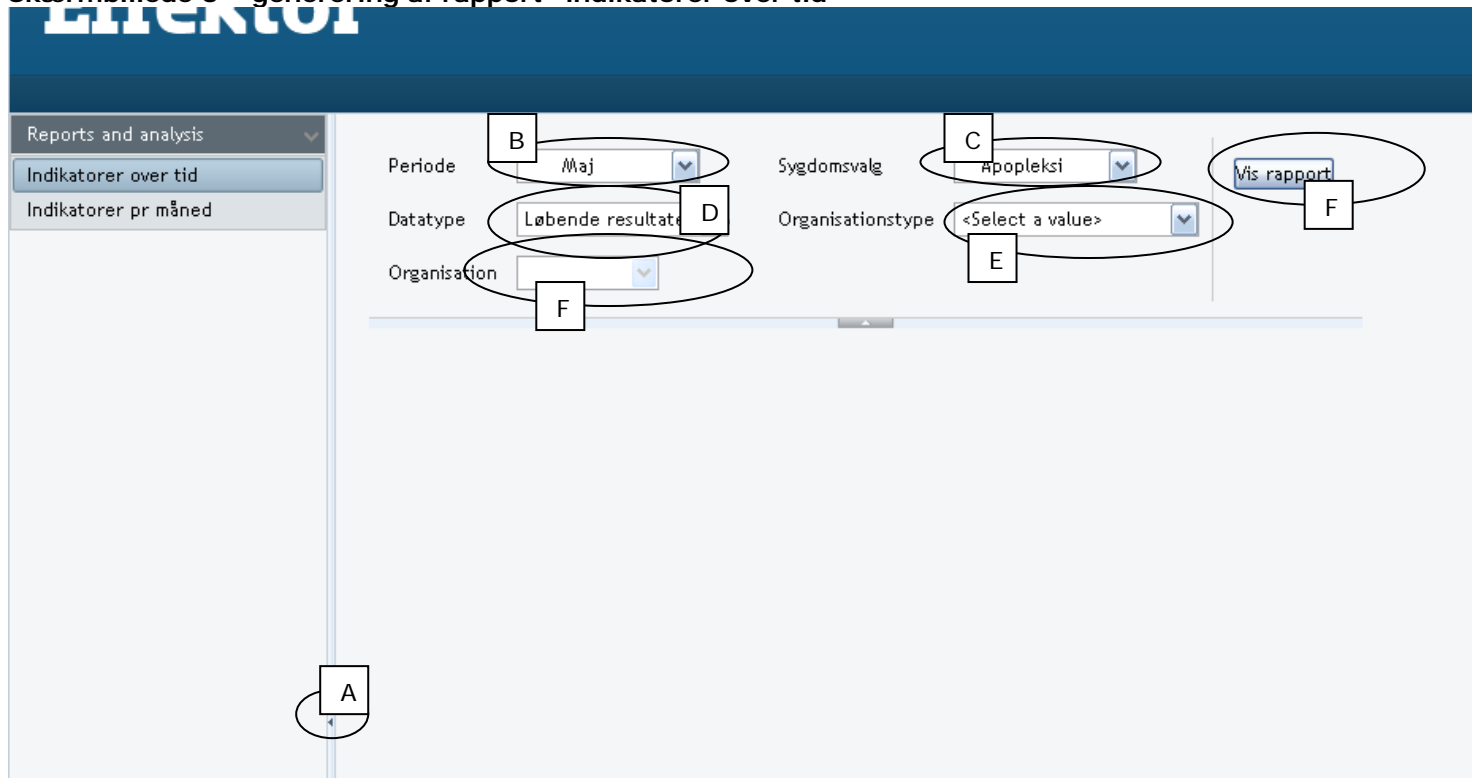 Effektor
Reports and analysis
Indikatorer over tid
Indikatorer pr måned
B
Periode Maj
C
Sygdomsvalg Apopleksi
Vis rapport
F
Datatype Løbende resultate
D
Organisationstype <Select a value>
E
Organisation
F
A